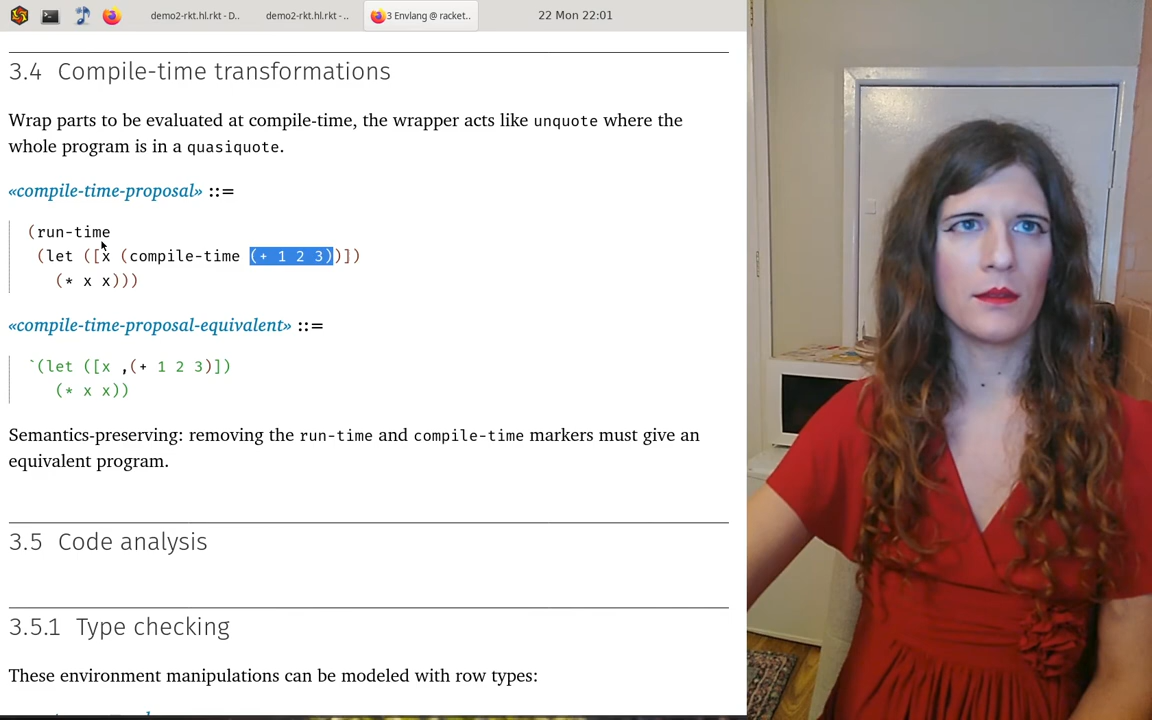 demo2-rkt.hl.rkt - D..
demo2-rkt.hl.rkt - ..
3 Envlang @ racket..
22 Mon 22:01
3.4 Compile-time transformations
Wrap parts to be evaluated at compile-time, the wrapper acts like unquote where the
whole program is in a quasiquote.
«compile-time-proposal» ::=
(run-time
(let ([x (compile-time (+ 1 2 3))])
(* x x)))
«compile-time-proposal-equivalent» ::=
`(let ([x ,(+ 1 2 3)])
(* x x))
Semantics-preserving: removing the run-time and compile-time markers must give an
equivalent program.
3.5 Code analysis
3.5.1 Type checking
These environment manipulations can be modeled with row types: